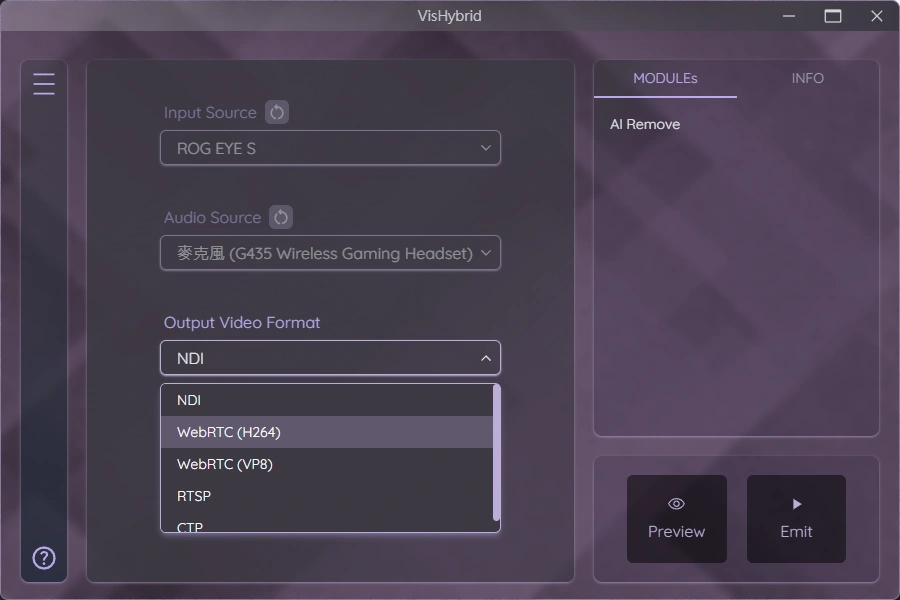 VisHybrid
Input Source
ROG EYE S
Audio Source
麥克風 (G435 Wireless Gaming Headset)
Output Video Format
NDI
NDI
WebRTC (H264)
WebRTC (VP8)
RTSP
CTP
MODULEs
INFO
AI Remove
Preview
Emit